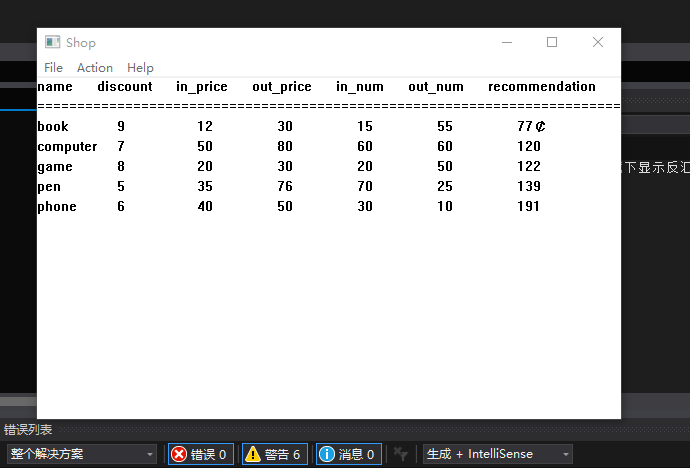 Shop
File Action Help
name discount in_price out_price in_num out_num recommendation
==========================================================================
book 9 12 30 15 55 77￠
computer 7 50 80 60 60 120
game 8 20 30 20 50 122
pen 5 35 76 70 25 139
phone 6 40 50 30 10 191
下显示反汇
错误列表
整个解决方案 错误 0 警告 6 消息 0 生成 + IntelliSense